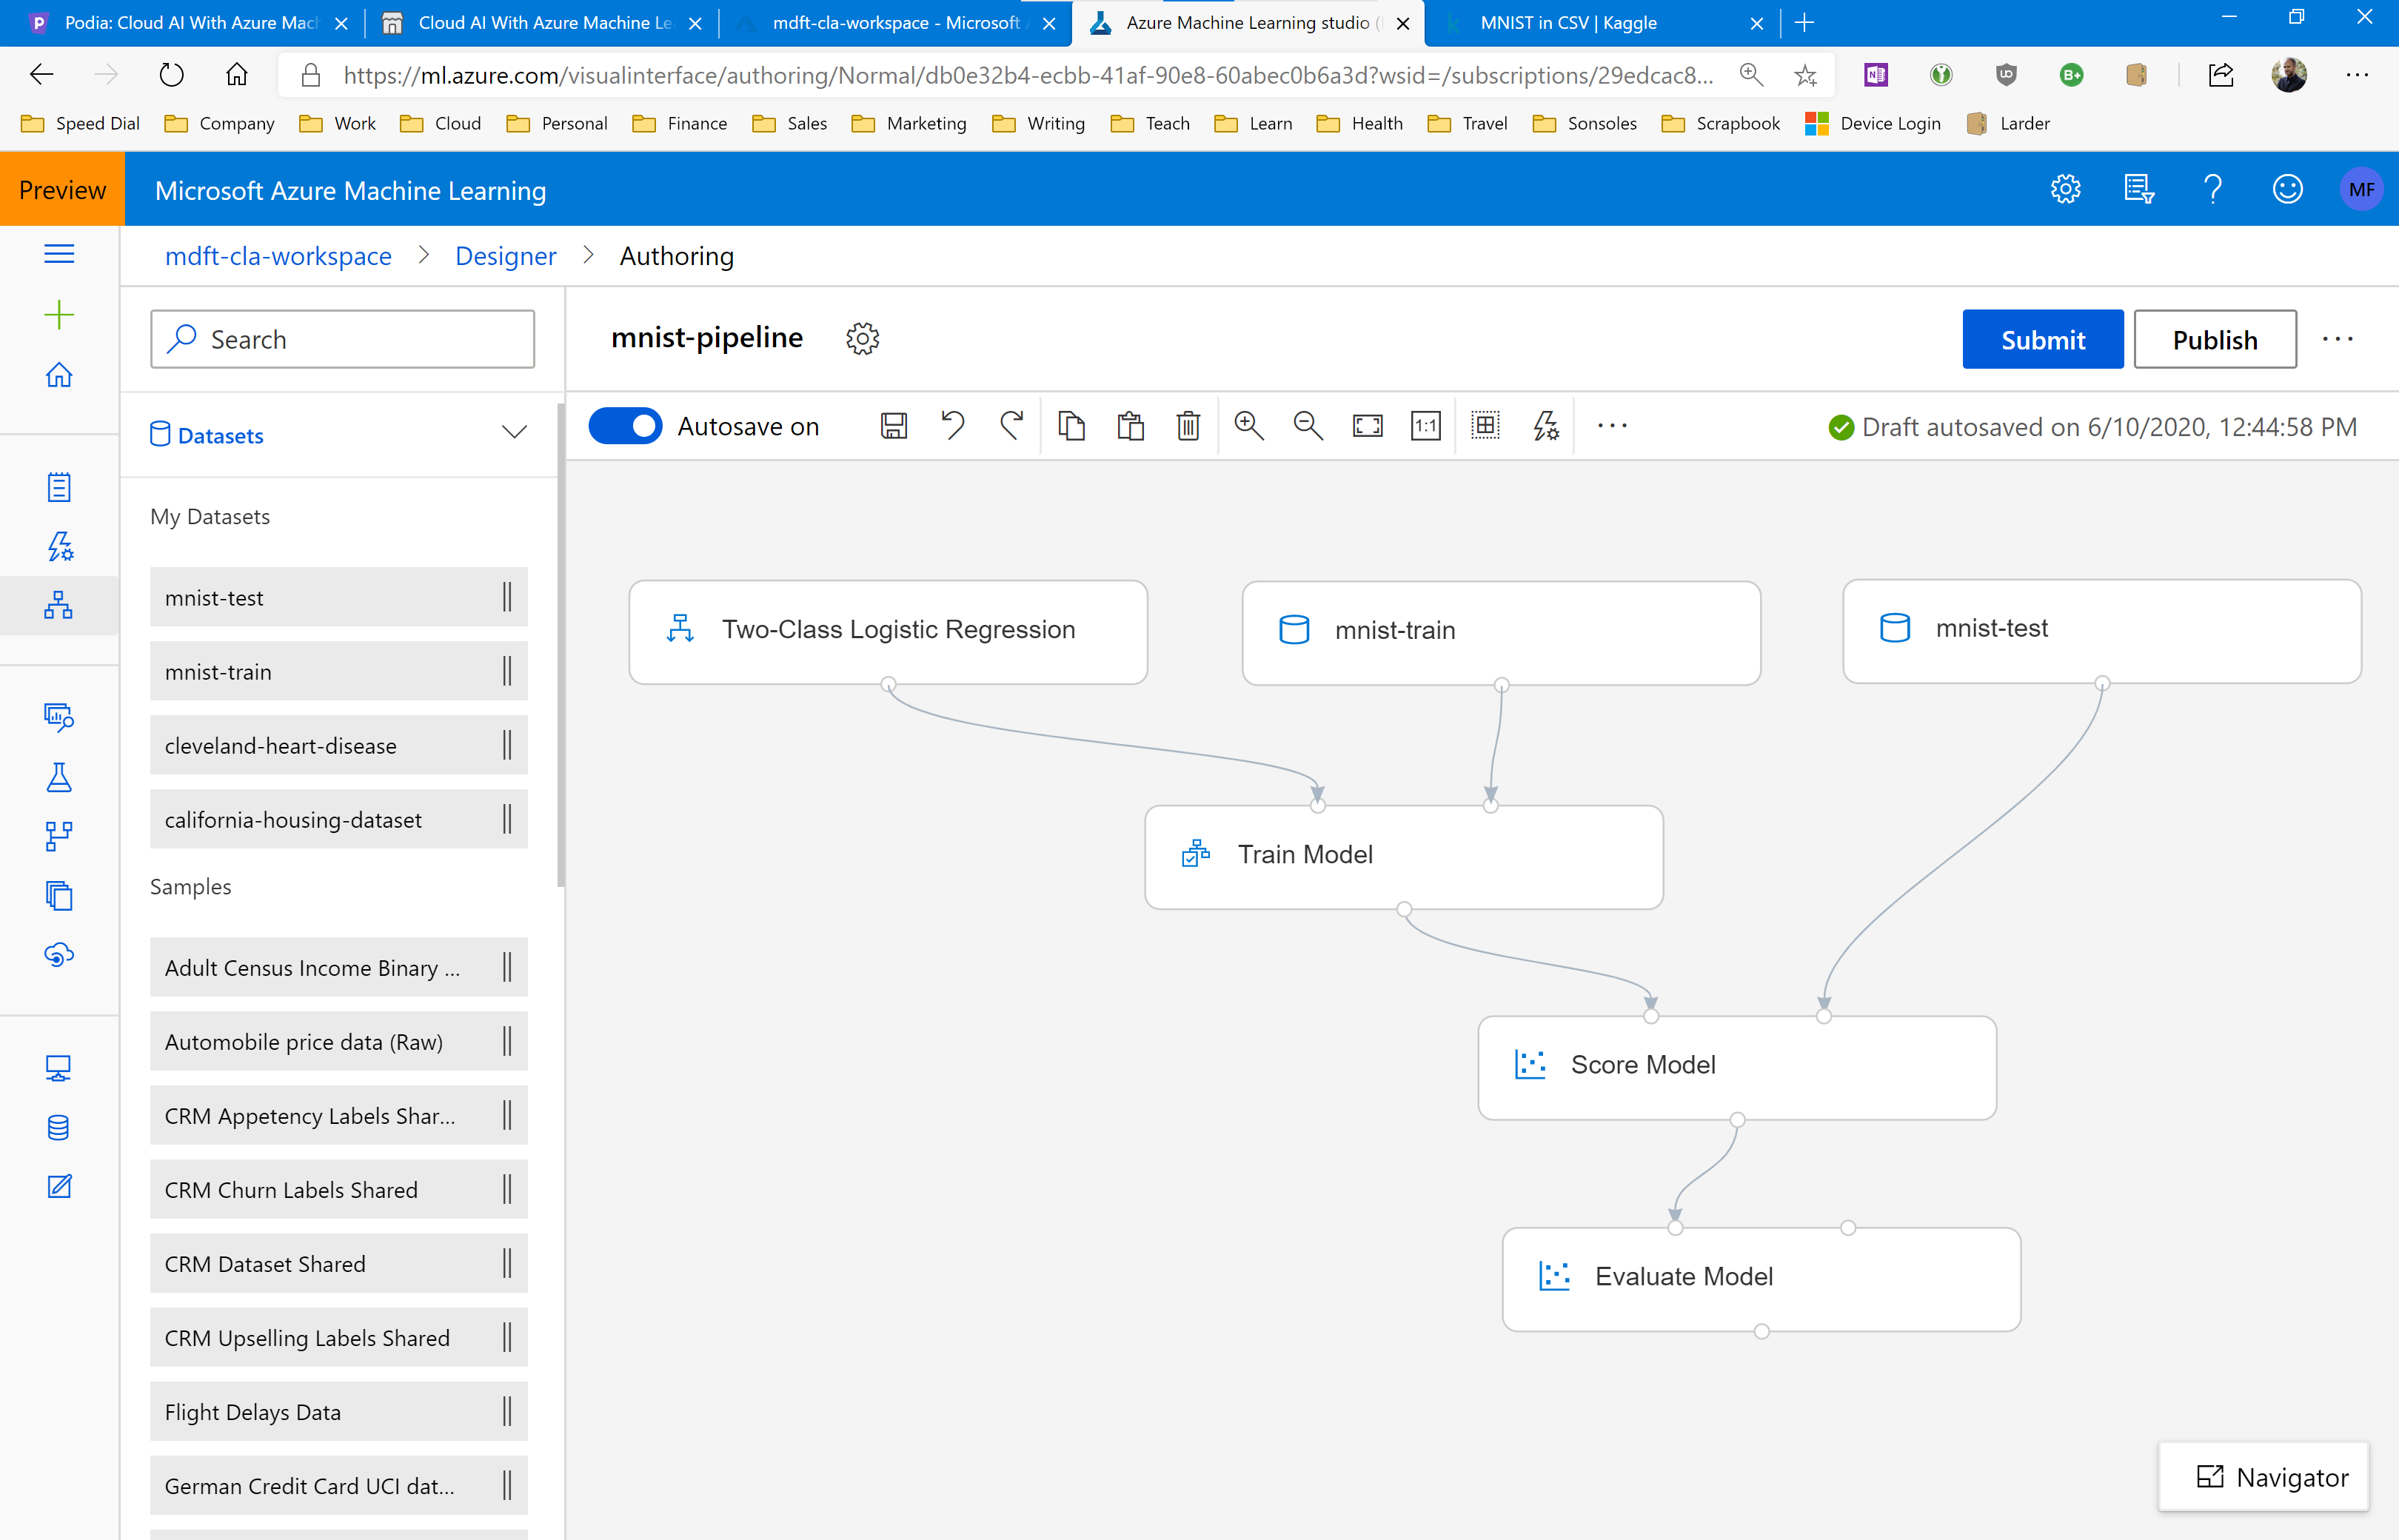 Podia: Cloud AI With Azure Mach
Cloud AI With Azure Machine Le
mdft-cla-workspace - Microsoft
Azure Machine Learning studio (
MNIST in CSV | Kaggle
https://ml.azure.com/visualinterface/authoring/Normal/db0e32b4-ecbb-41af-90e8-60abec0b6a3d?wsid=/subscriptions/29edcac8...
Speed Dial
Company
Work
Cloud
Personal
Finance
Sales
Marketing
Writing
Teach
Learn
Health
Travel
Sonsoles
Scrapbook
Device Login
Larder
Preview
Microsoft Azure Machine Learning
MF
mdft-cla-workspace > Designer > Authoring
Search
mnist-pipeline
Submit
Publish
Datasets
Autosave on
1:1
Draft autosaved on 6/10/2020, 12:44:58 PM
My Datasets
mnist-test
mnist-train
cleveland-heart-disease
california-housing-dataset
Samples
Adult Census Income Binary ...
Automobile price data (Raw)
CRM Appetency Labels Shar...
CRM Churn Labels Shared
CRM Dataset Shared
CRM Upselling Labels Shared
Flight Delays Data
German Credit Card UCI dat...
Two-Class Logistic Regression
mnist-train
mnist-test
Train Model
Score Model
Evaluate Model
Navigator